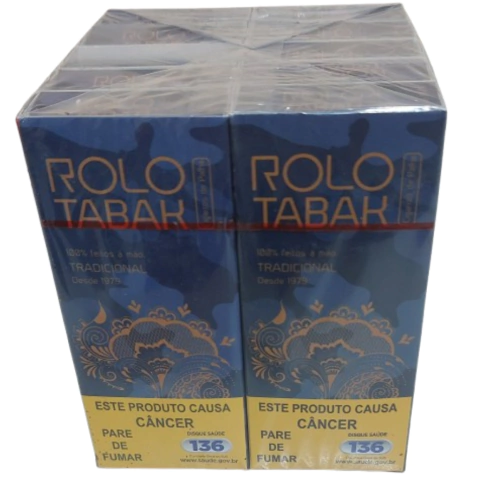 ROLO
TABAK
100% feitos à mão
TRADICIONAL
Desde 1979
ESTE PRODUTO CAUSA
CÂNCER
PARE
DE
FUMAR
DISQUE SAÚDE
136
ROLO
TABAK
100% feitos à mão
TRADICIONAL
Desde 1979
ESTE PRODUTO CAUSA
CÂNCER
PARE
DE
FUMAR
DISQUE SAÚDE
136